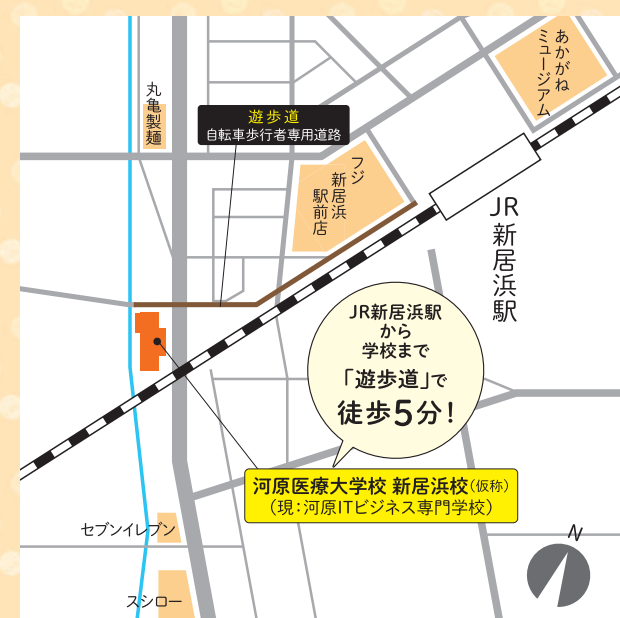 あかがね
ミュージアム
丸亀製麺
遊歩道
自転車歩行者専用道路
フジ
新居浜
駅前店
JR
新居浜駅
JR新居浜駅
から
学校まで
「遊歩道」で
徒歩5分!
河原医療大学校 新居浜校(仮称)
(現:河原ITビジネス専門学校)
セブンイレブン
スシロー
N